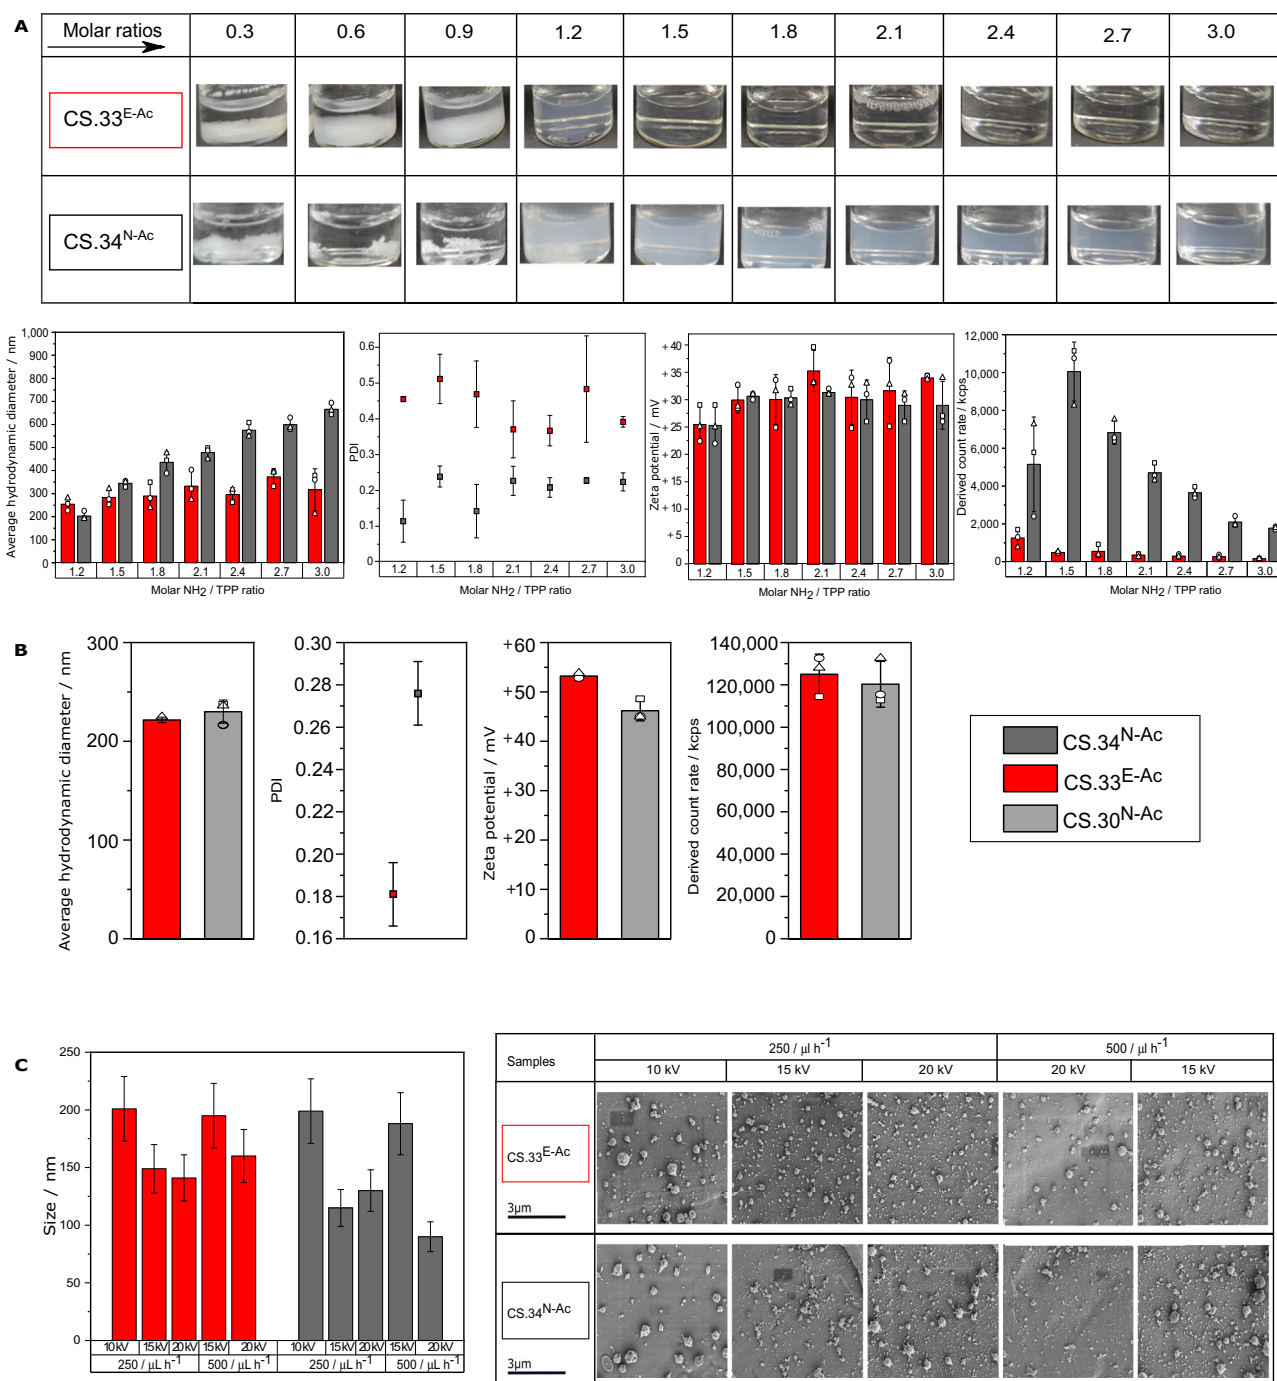 A
Molar ratios 0.3 0.6 0.9 1.2 1.5 1.8 2.1 2.4 2.7 3.0
CS.33E-Ac
CS.34N-Ac
Average hydrodynamic diameter / nm
1,000
900
800
700
600
500
400
300
200
100
0
1.2 1.5 1.8 2.1 2.4 2.7 3.0
Molar NH2 / TPP ratio
PDI
0.6
0.5
0.4
0.3
0.2
0.1
0
1.2 1.5 1.8 2.1 2.4 2.7 3.0
Molar NH2 / TPP ratio
Zeta potential / mV
+ 40
+ 35
+ 30
+ 25
+ 20
+ 15
+ 10
+ 5
0
1.2 1.5 1.8 2.1 2.4 2.7 3.0
Molar NH2 / TPP ratio
Derived count rate / kcps
12,000
10,000
8,000
6,000
4,000
2,000
0
1.2 1.5 1.8 2.1 2.4 2.7 3.0
Molar NH2 / TPP ratio
B
Average hydrodynamic diameter / nm
300
200
100
0
PDI
0.30
0.28
0.26
0.24
0.22
0.20
0.18
0.16
Zeta potential / mV
+60
+50
+40
+30
+20
+10
0
Derived count rate / kcps
140,000
120,000
100,000
80,000
60,000
40,000
20,000
0
CS.34N-Ac
CS.33E-Ac
CS.30N-Ac
C
Size / nm
250
200
150
100
50
0
10kV 15kV 20kV 15kV 20kV 10kV 15kV 20kV 15kV 20kV
250 / µL h-1 500 / µL h-1 250 / µL h-1 500 / µL h-1
Samples 250 / µl h-1 500 / µl h-1
10 kV 15 kV 20 kV 20 kV 15 kV
CS.33E-Ac
3µm
CS.34N-Ac
3µm